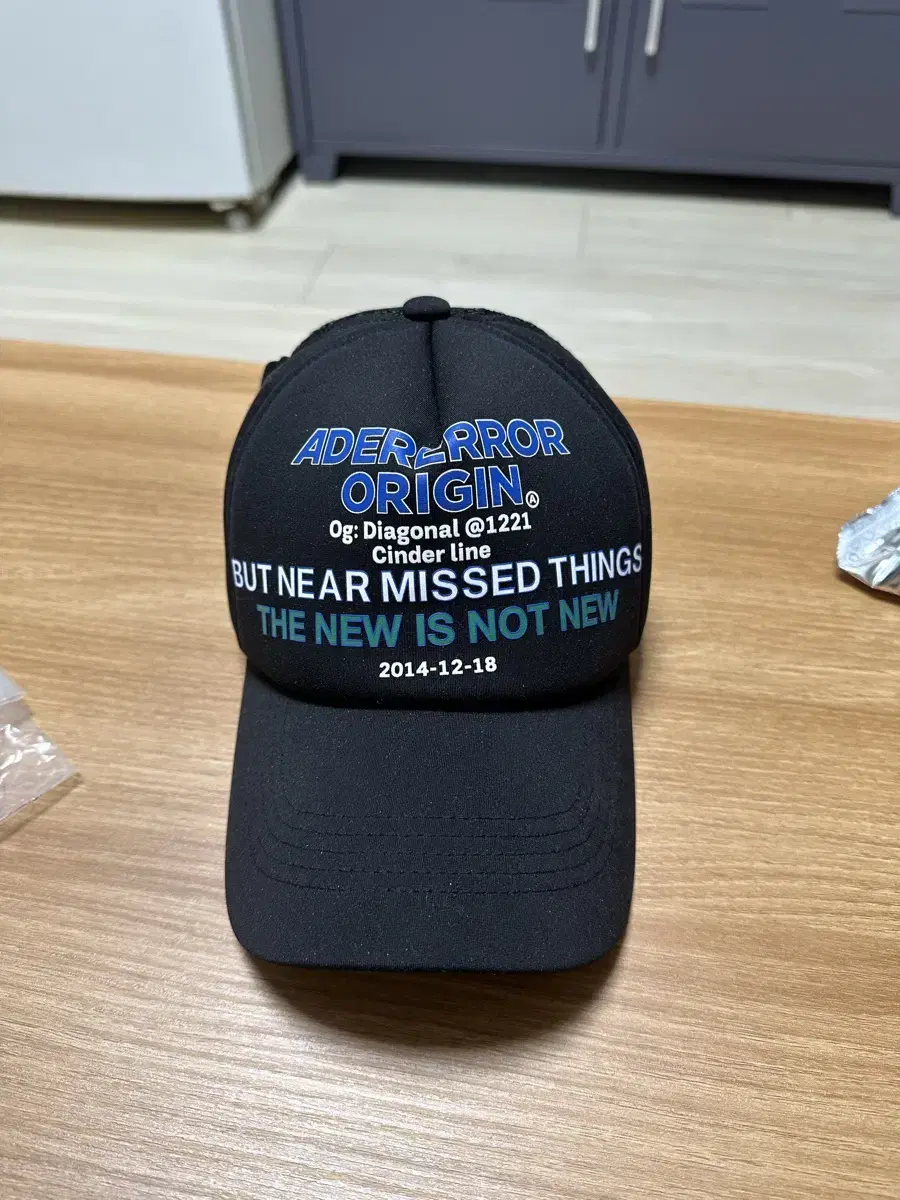 ADERERROR
ORIGIN Ⓐ
Og: Diagonal @1221
Cinder line
BUT NEAR MISSED THINGS
THE NEW IS NOT NEW
2014-12-18